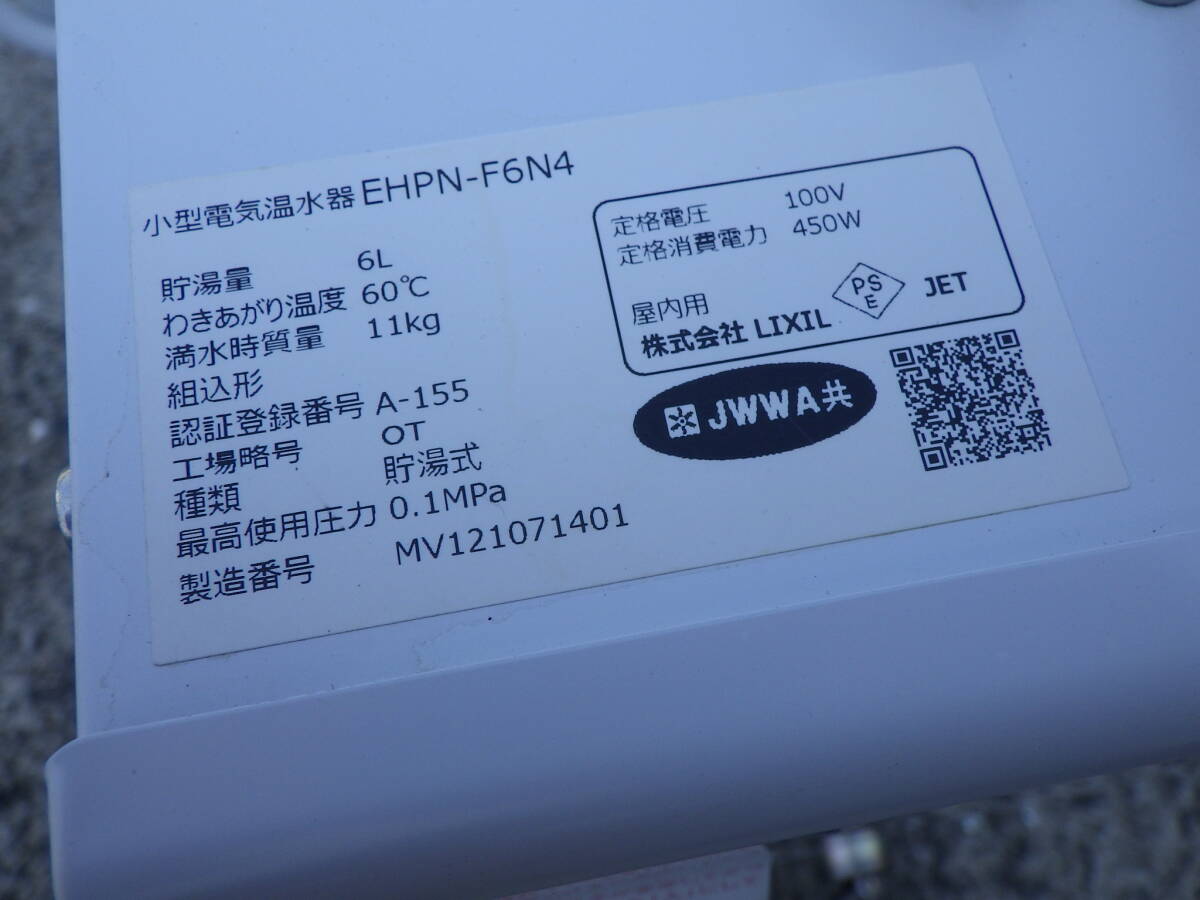 小型電気温水器 EHPN-F6N4
貯湯量 6L
わきあがり温度 60℃
満水時質量 11kg
組込形
認証登録番号 A-155
工場略号 OT
種類 貯湯式
最高使用圧力 0.1MPa
製造番号 MV121071401
定格電圧 100V
定格消費電力 450W
屋内用
株式会社 LIXIL
PS
E
JET
JWWA共